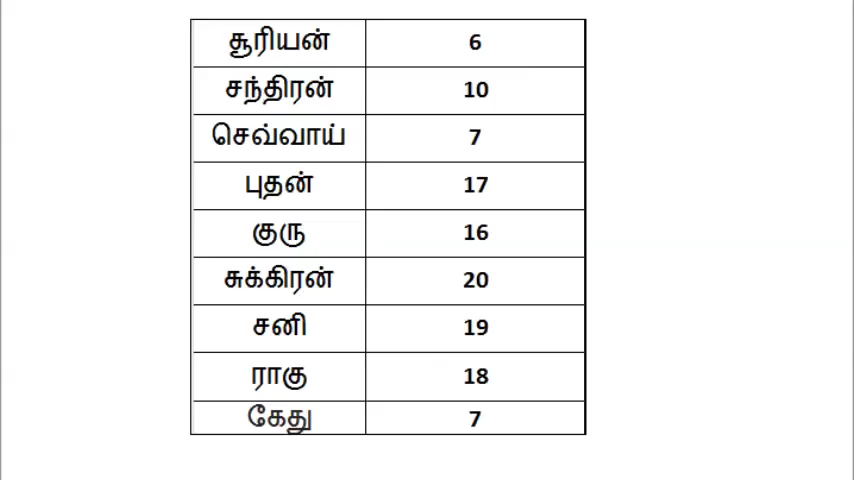 சூரியன் 6
சந்திரன் 10
செவ்வாய் 7
புதன் 17
குரு 16
சுக்கிரன் 20
சனி 19
ராகு 18
கேது 7